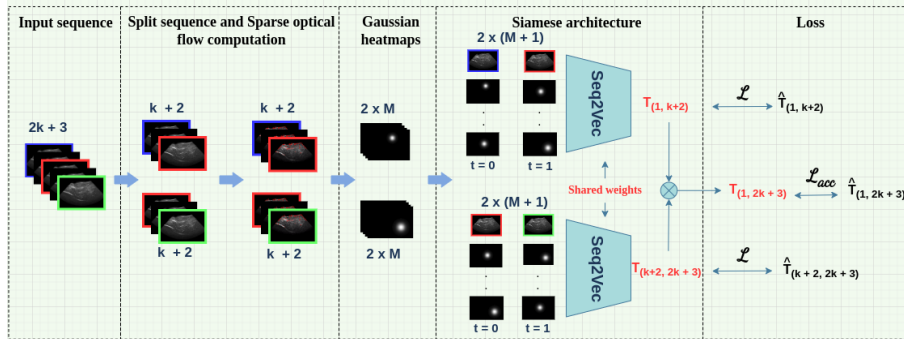 Input sequence
Split sequence and Sparse optical
flow computation
Gaussian
heatmaps
Siamese architecture
Loss
2k + 3
k + 2
k + 2
k + 2
k + 2
2 x M
2 x M
2 x (M + 1)
t = 0
t = 1
Seq2Vec
T(1, k+2)
ℒ
T̂(1, k+2)
Shared weights
T(1, 2k + 3)
ℒacc
T̂(1, 2k + 3)
2 x (M + 1)
t = 0
t = 1
Seq2Vec
T(k+2, 2k + 3)
ℒ
T̂(k + 2, 2k + 3)